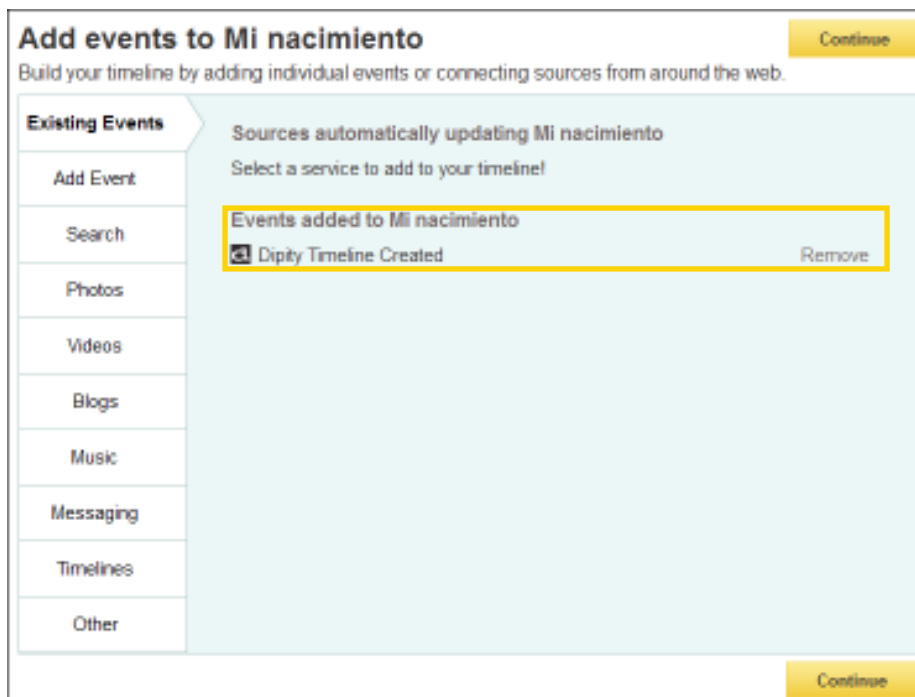 Add events to Mi nacimiento
Continue
Build your timeline by adding individual events or connecting sources from around the web.
Existing Events
Add Event
Search
Photos
Videos
Blogs
Music
Messaging
Timelines
Other
Sources automatically updating Mi nacimiento
Select a service to add to your timeline!
Events added to Mi nacimiento
a Dipity Timeline Created Remove
Continue